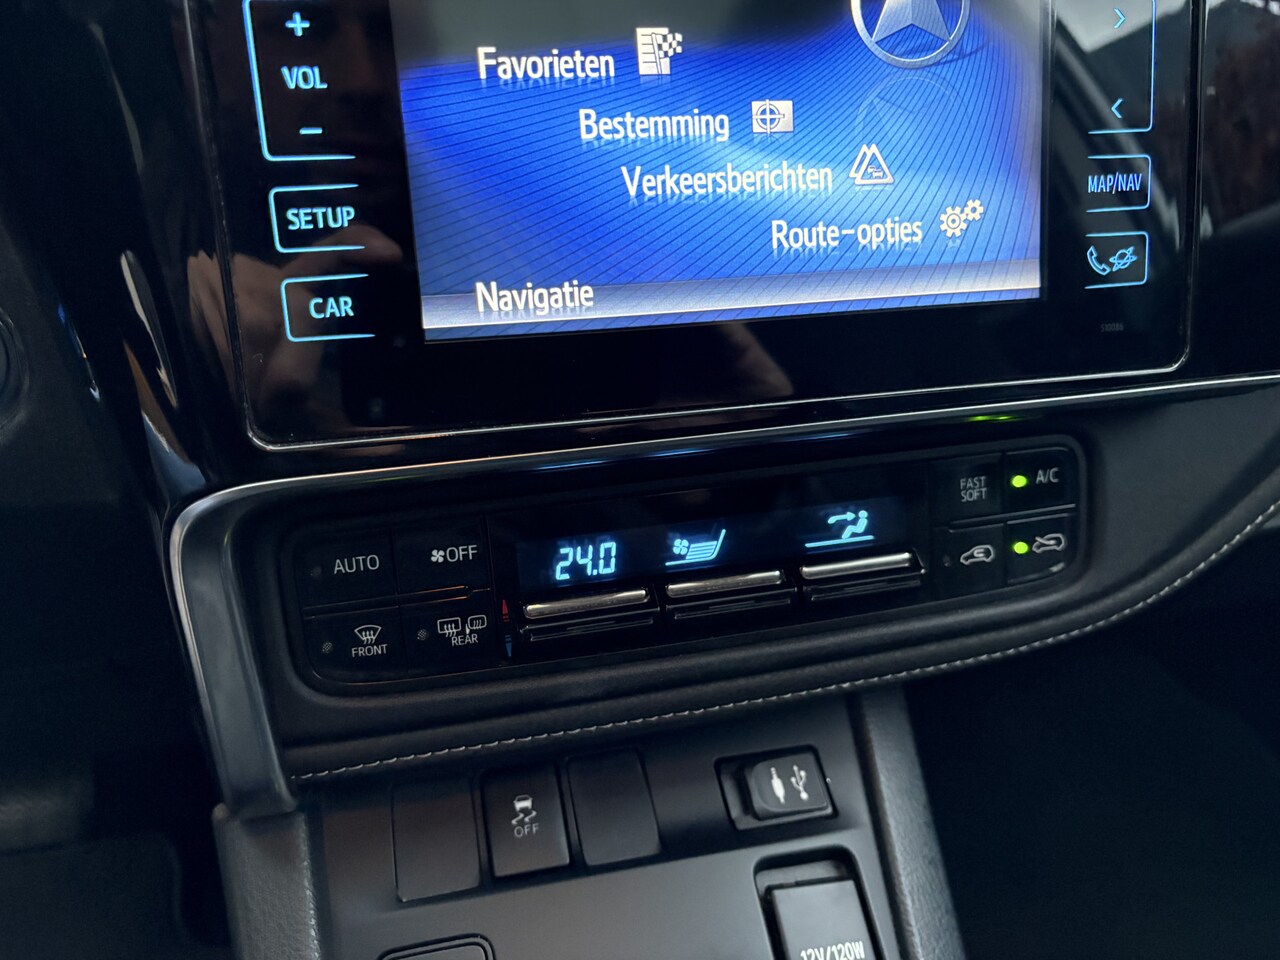 +
VOL
−
SETUP
CAR
Favorieten
Bestemming
Verkeersberichten
Route-opties
Navigatie
>
<
MAP/NAV
510086
AUTO
OFF
FRONT
REAR
24.0
FAST
SOFT
A/C
OFF
12V/120W